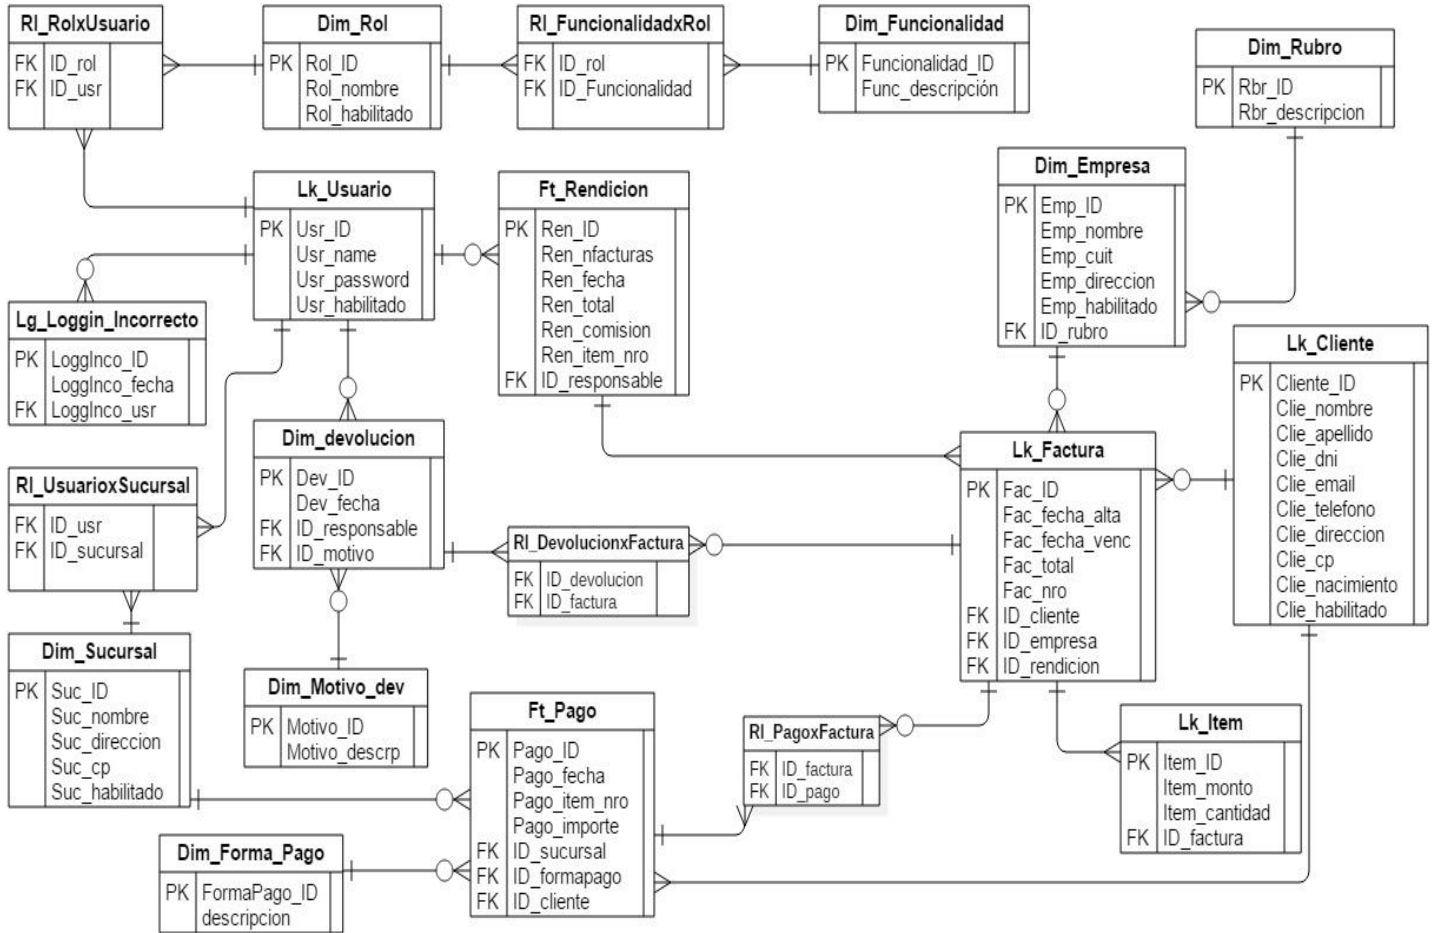 Rl_RolxUsuario
FK ID_rol
FK ID_usr
Dim_Rol
PK Rol_ID
Rol_nombre
Rol_habilitado
Rl_FuncionalidadxRol
FK ID_rol
FK ID_Funcionalidad
Dim_Funcionalidad
PK Funcionalidad_ID
Func_descripción
Dim_Rubro
PK Rbr_ID
Rbr_descripcion
Lk_Usuario
PK Usr_ID
Usr_name
Usr_password
Usr_habilitado
Ft_Rendicion
PK Ren_ID
Ren_nfacturas
Ren_fecha
Ren_total
Ren_comision
Ren_item_nro
FK ID_responsable
Dim_Empresa
PK Emp_ID
Emp_nombre
Emp_cuit
Emp_direccion
Emp_habilitado
FK ID_rubro
Lg_Loggin_Incorrecto
PK LoggInco_ID
LoggInco_fecha
FK LoggInco_usr
Lk_Cliente
PK Cliente_ID
Clie_nombre
Clie_apellido
Clie_dni
Clie_email
Clie_telefono
Clie_direccion
Clie_cp
Clie_nacimiento
Clie_habilitado
Dim_devolucion
PK Dev_ID
Dev_fecha
FK ID_responsable
FK ID_motivo
Lk_Factura
PK Fac_ID
Fac_fecha_alta
Fac_fecha_venc
Fac_total
Fac_nro
FK ID_cliente
FK ID_empresa
FK ID_rendicion
Rl_UsuarioxSucursal
FK ID_usr
FK ID_sucursal
Rl_DevolucionxFactura
FK ID_devolucion
FK ID_factura
Dim_Sucursal
PK Suc_ID
Suc_nombre
Suc_direccion
Suc_cp
Suc_habilitado
Dim_Motivo_dev
PK Motivo_ID
Motivo_descrp
Ft_Pago
PK Pago_ID
Pago_fecha
Pago_item_nro
Pago_importe
FK ID_sucursal
FK ID_formapago
FK ID_cliente
Rl_PagoxFactura
FK ID_factura
FK ID_pago
Lk_Item
PK Item_ID
Item_monto
Item_cantidad
FK ID_factura
Dim_Forma_Pago
PK FormaPago_ID
descripcion